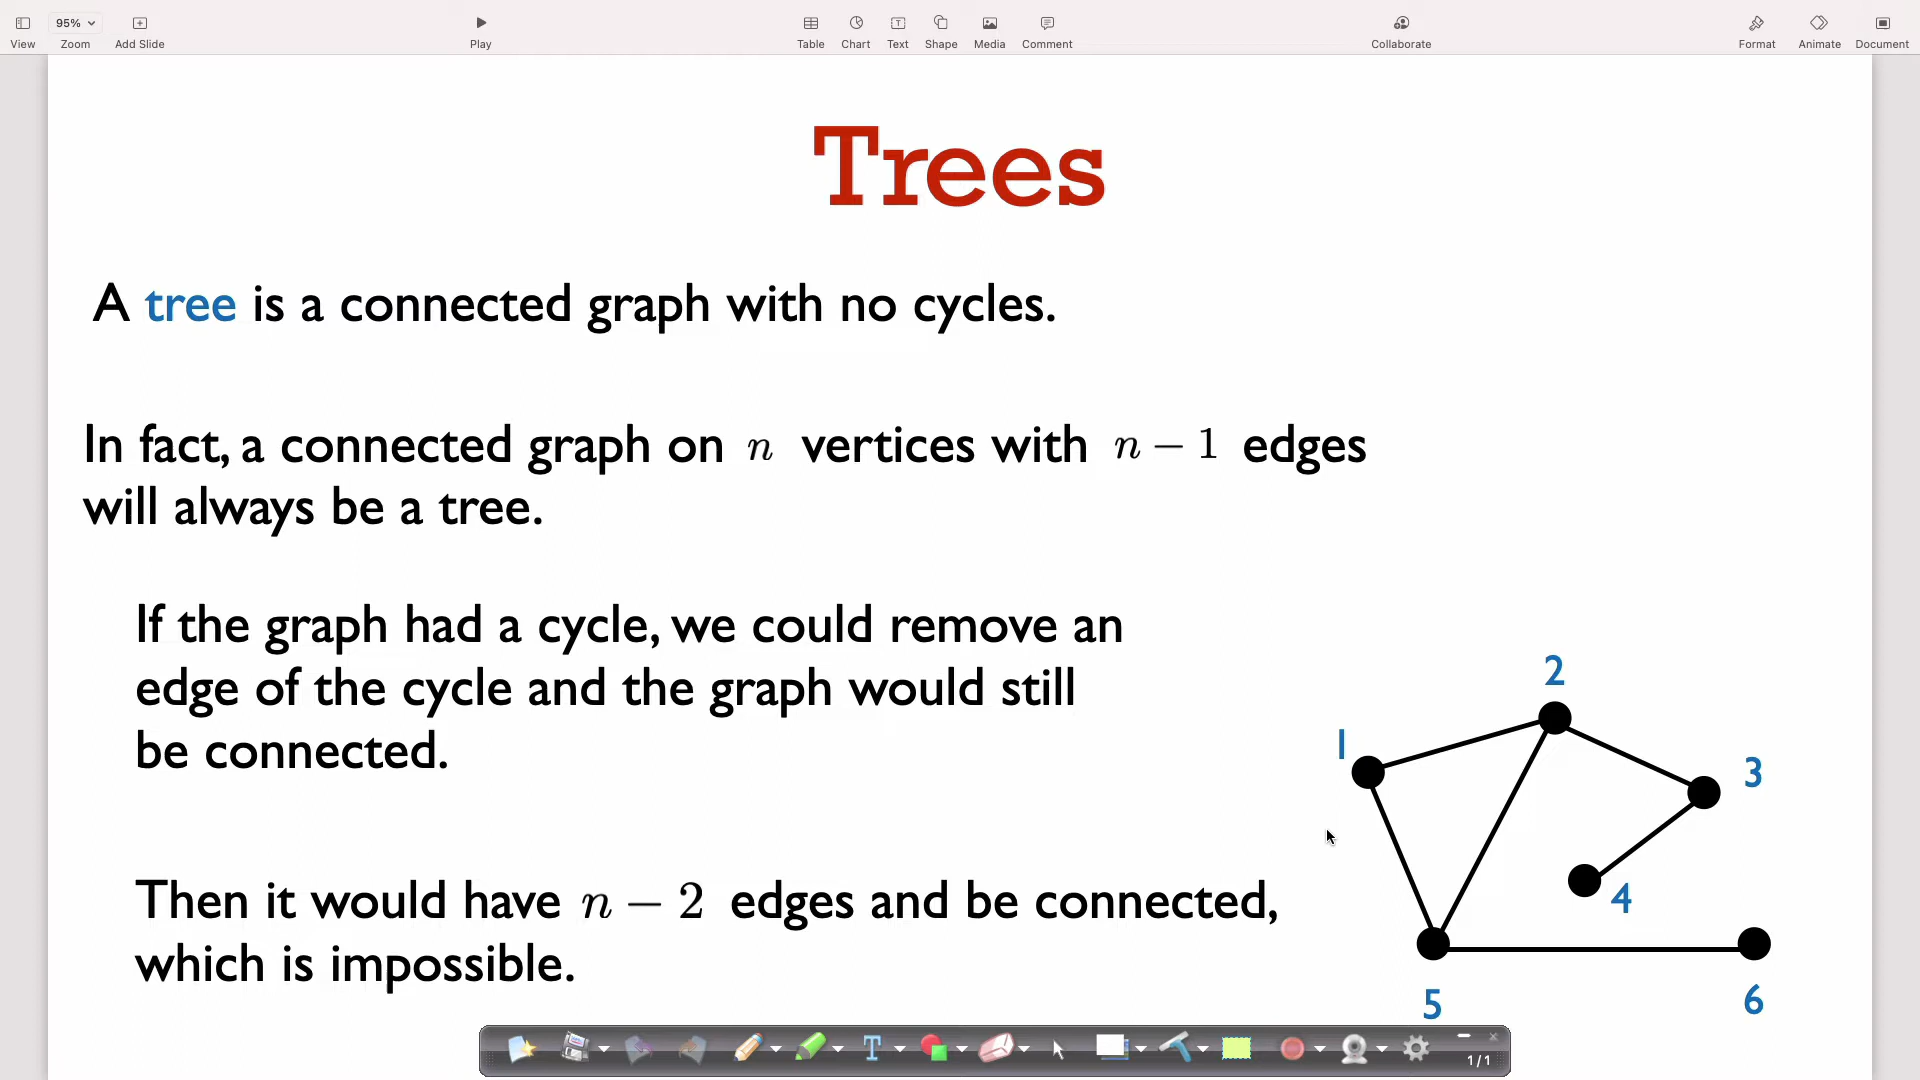 95%
View Zoom Add Slide Play Table Chart Text Shape Media Comment Collaborate Format Animate Document
Trees
A tree is a connected graph with no cycles.
In fact, a connected graph on n vertices with n − 1 edges
will always be a tree.
If the graph had a cycle, we could remove an
edge of the cycle and the graph would still
be connected.
Then it would have n − 2 edges and be connected,
which is impossible.
2
1
3
4
5
6
T
1/1